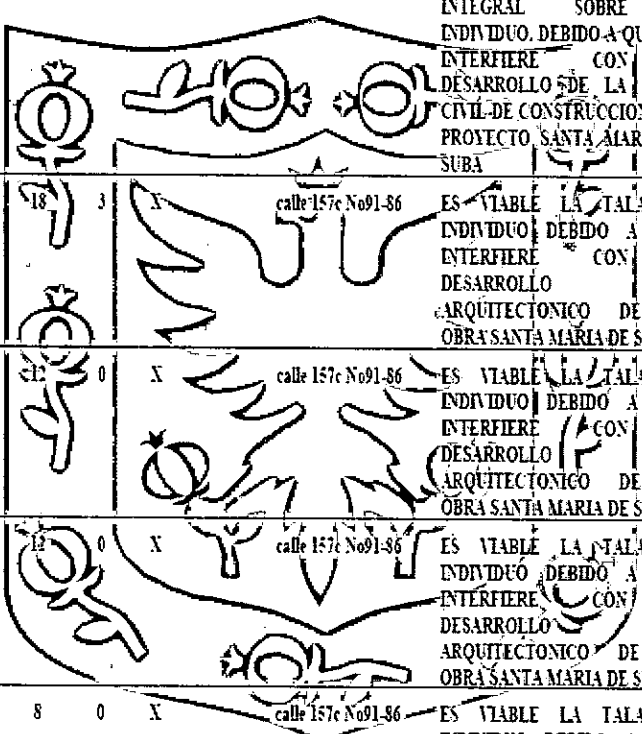 INTEGRAL SOBRE
INDIVIDUO. DEBIDO A QU
INTERFIERE CON
DESARROLLO DE LA
CIVIL DE CONSTRUCCION
PROYECTO SANTA MAR
SUBA
18 3 X calle 157c No91-86 ES VIABLE LA TALA
INDIVIDUO DEBIDO A
INTERFIERE CON
DESARROLLO
ARQUITECTONICO DE
OBRA SANTA MARIA DE S
12 0 X calle 157c No91-86 ES VIABLE LA TALA
INDIVIDUO DEBIDO A
INTERFIERE CON
DESARROLLO
ARQUITECTONICO DE
OBRA SANTA MARIA DE S
12 0 X calle 157c No91-86 ES VIABLE LA TALA
INDIVIDUO DEBIDO A
INTERFIERE CON
DESARROLLO
ARQUITECTONICO DE
OBRA SANTA MARIA DE S
8 0 X calle 157c No91-86 ES VIABLE LA TALA